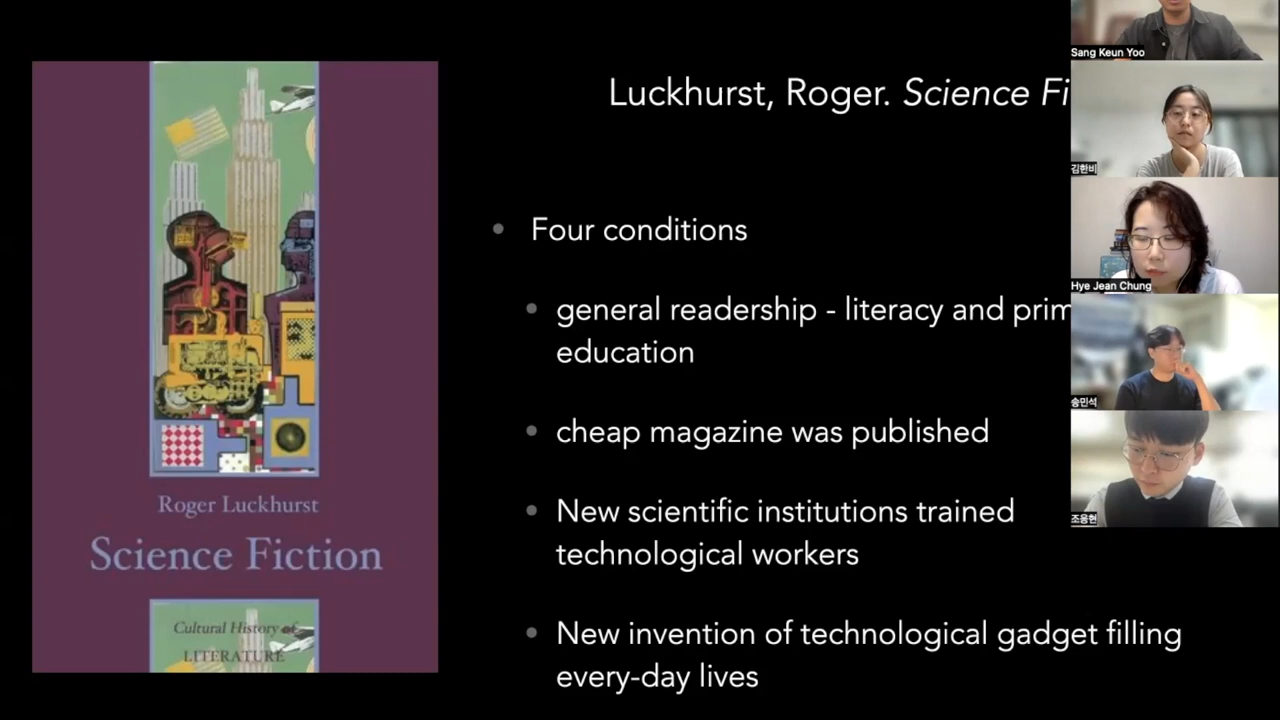 Luckhurst, Roger. Science Fi
Four conditions
general readership - literacy and prim
education
cheap magazine was published
New scientific institutions trained
technological workers
New invention of technological gadget filling
every-day lives
Roger Luckhurst
Science Fiction
Cultural History of
LITERATURE
Sang Keun Yoo
김한비
Hye Jean Chung
송민석
조용현